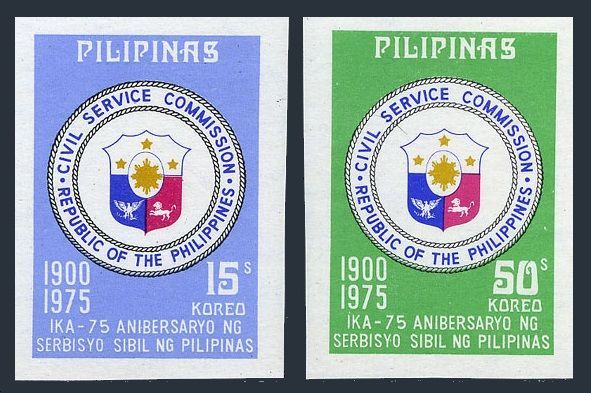 PILIPINAS
· CIVIL SERVICE COMMISSION ·
REPUBLIC OF THE PHILIPPINES
1900
1975
15s
KOREO
IKA-75 ANIBERSARYO NG
SERBISYO SIBIL NG PILIPINAS
PILIPINAS
· CIVIL SERVICE COMMISSION ·
REPUBLIC OF THE PHILIPPINES
1900
1975
50s
KOREO
IKA-75 ANIBERSARYO NG
SERBISYO SIBIL NG PILIPINAS